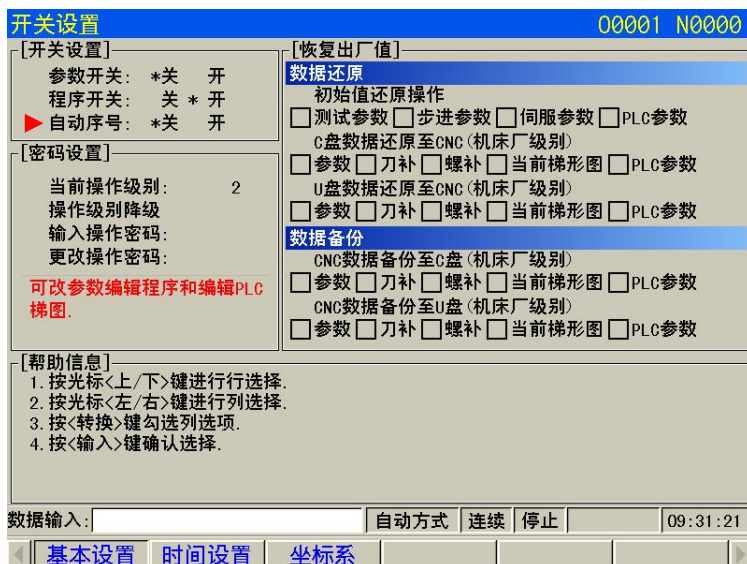 开关设置 O0001 N0000
[开关设置]
参数开关: *关 开
程序开关: 关 * 开
自动序号: *关 开
[密码设置]
当前操作级别: 2
操作级别降级
输入操作密码:
更改操作密码:
可改参数编辑程序和编辑PLC
梯图.
[恢复出厂值]
数据还原
初始值还原操作
测试参数 步进参数 伺服参数 PLC参数
C盘数据还原至CNC(机床厂级别)
参数 刀补 螺补 当前梯形图 PLC参数
U盘数据还原至CNC(机床厂级别)
参数 刀补 螺补 当前梯形图 PLC参数
数据备份
CNC数据备份至C盘(机床厂级别)
参数 刀补 螺补 当前梯形图 PLC参数
CNC数据备份至U盘(机床厂级别)
参数 刀补 螺补 当前梯形图 PLC参数
[帮助信息]
1.按光标<上/下>键进行行选择.
2.按光标<左/右>键进行列选择.
3.按<转换>键勾选列选项.
4.按<输入>键确认选择.
数据输入: 自动方式 连续 停止 09:31:21
基本设置 时间设置 坐标系